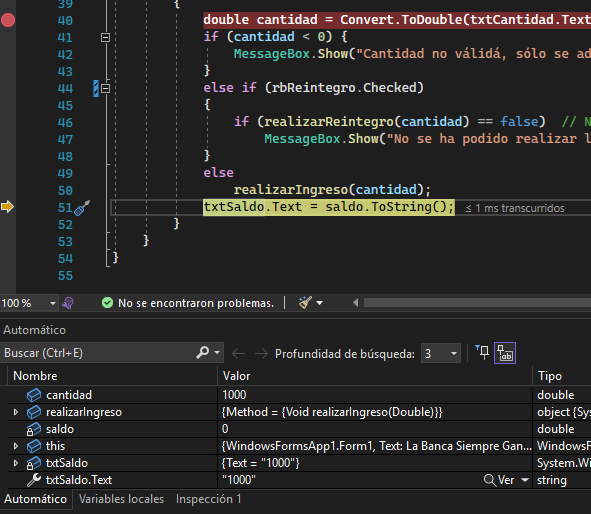 39 {
40 double cantidad = Convert.ToDouble(txtCantidad.Text
41 if (cantidad < 0) {
42 MessageBox.Show("Cantidad no válidá, sólo se ad
43 }
44 else if (rbReintegro.Checked)
45 {
46 if (realizarReintegro(cantidad) == false) // N
47 MessageBox.Show("No se ha podido realizar l
48 }
49 else
50 realizarIngreso(cantidad);
51 txtSaldo.Text = saldo.ToString(); ≤ 1 ms transcurridos
52 }
53 }
54 }
55
100 % No se encontraron problemas.
Automático
Buscar (Ctrl+E) Profundidad de búsqueda: 3
Nombre Valor Tipo
cantidad 1000 double
realizarIngreso {Method = {Void realizarIngreso(Double)}} object {Sys
saldo 0 double
this {WindowsFormsApp1.Form1, Text: La Banca Siempre Gan... WindowsF
txtSaldo {Text = "1000"} System.Wi
txtSaldo.Text "1000" Ver string
Automático Variables locales Inspección 1